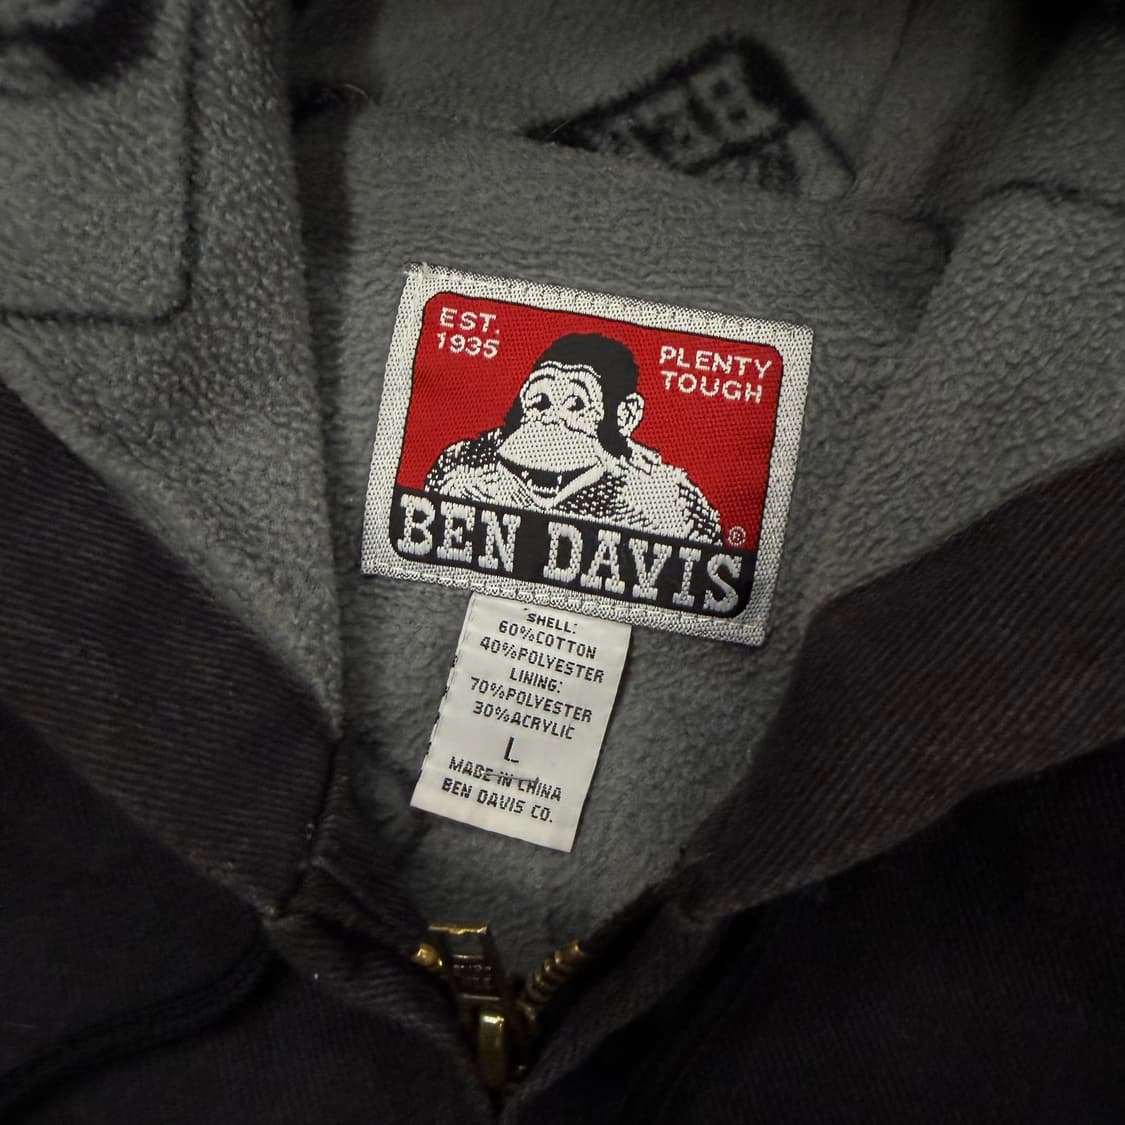 EST.
1935
PLENTY
TOUGH
®
BEN DAVIS
SHELL:
60%COTTON
40%POLYESTER
LINING:
70%POLYESTER
30%ACRYLIC
L
MADE IN CHINA
BEN DAVIS CO.